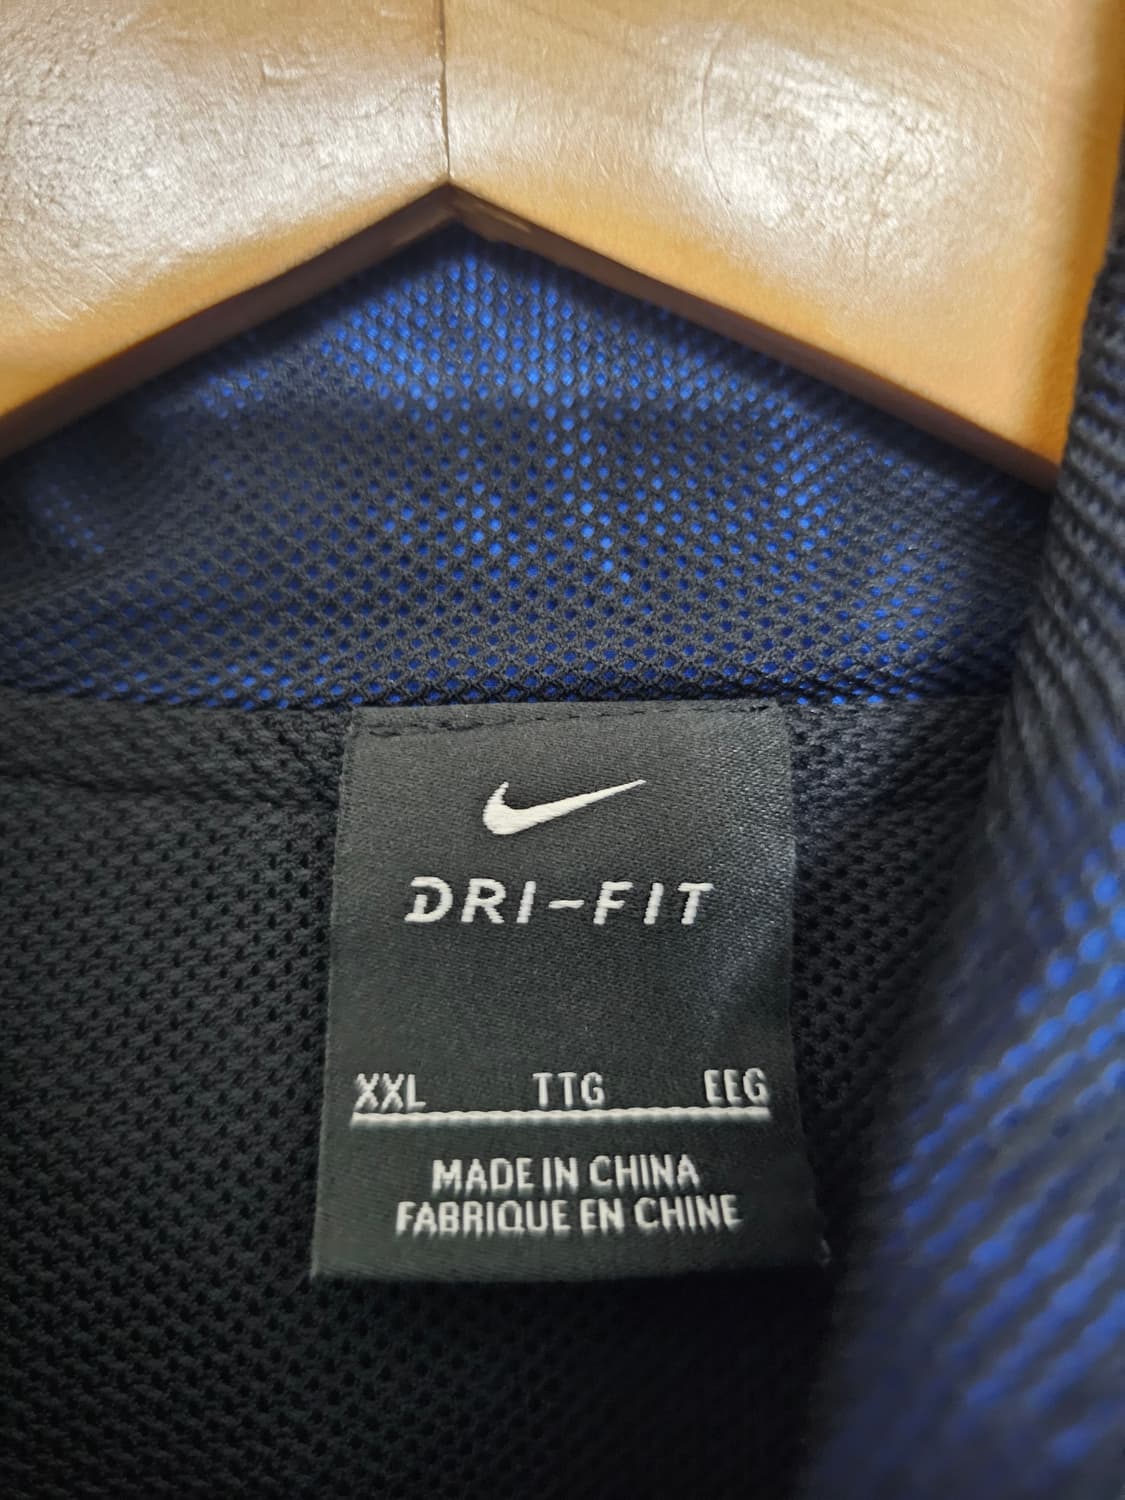 DRI-FIT
XXL TTG EEG
MADE IN CHINA
FABRIQUE EN CHINE